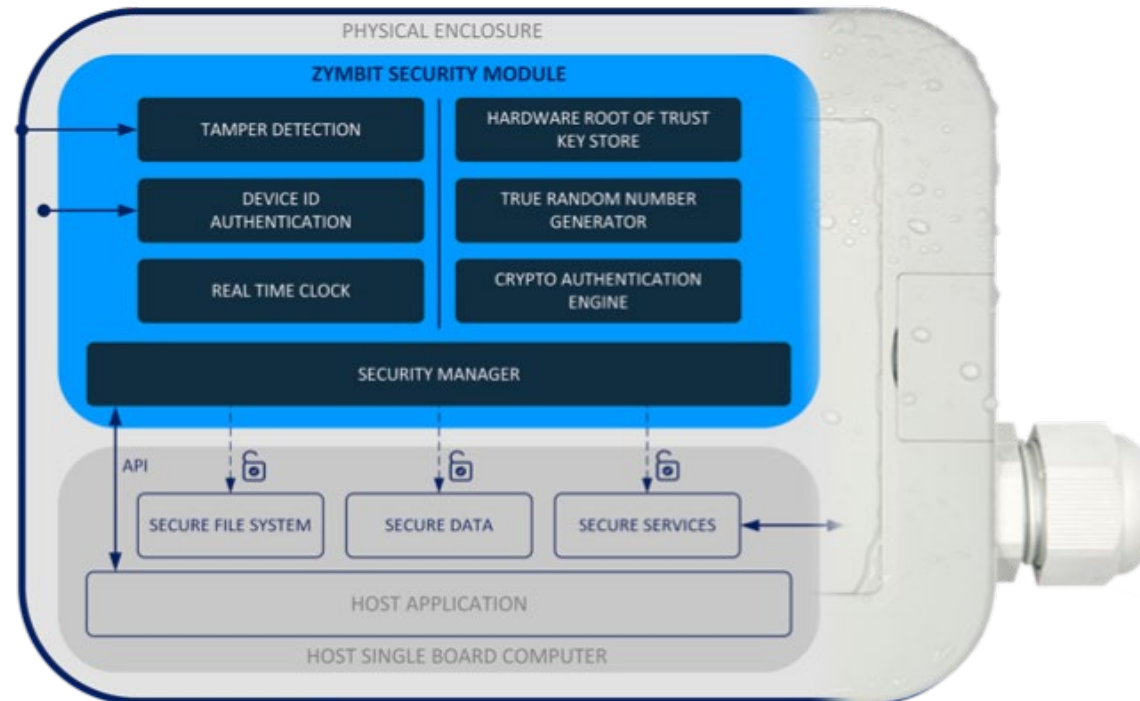 PHYSICAL ENCLOSURE
ZYMBIT SECURITY MODULE
TAMPER DETECTION
HARDWARE ROOT OF TRUST
KEY STORE
DEVICE ID
AUTHENTICATION
TRUE RANDOM NUMBER
GENERATOR
REAL TIME CLOCK
CRYPTO AUTHENTICATION
ENGINE
SECURITY MANAGER
API
SECURE FILE SYSTEM
SECURE DATA
SECURE SERVICES
HOST APPLICATION
HOST SINGLE BOARD COMPUTER